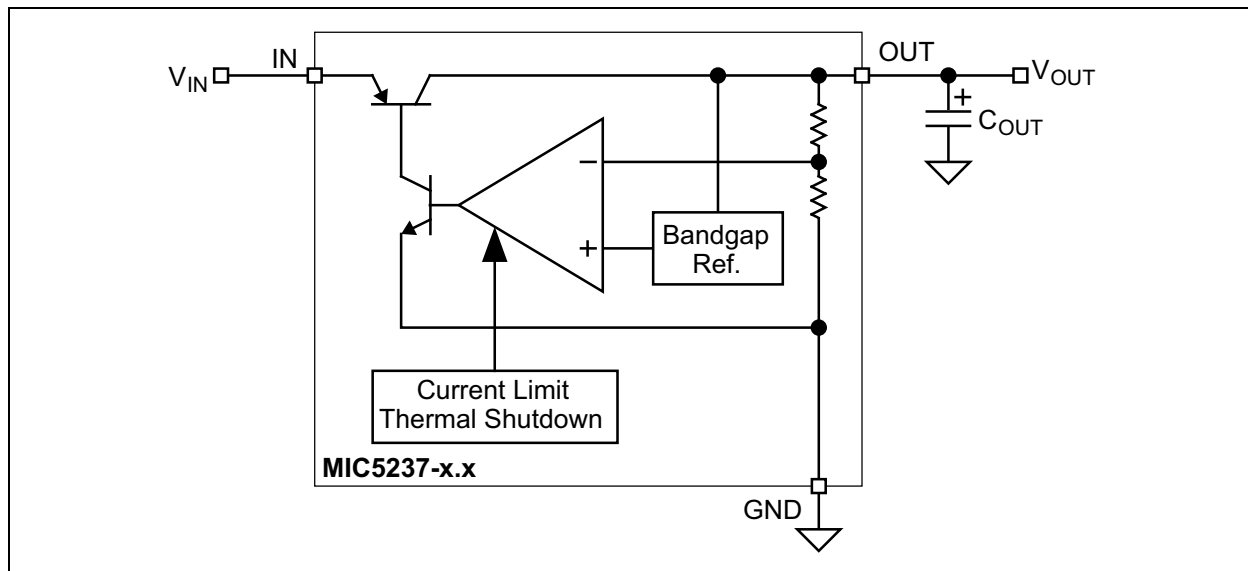 IN
OUT
V_IN
V_OUT
+
C_OUT
−
+
Bandgap
Ref.
Current Limit
Thermal Shutdown
MIC5237-x.x
GND